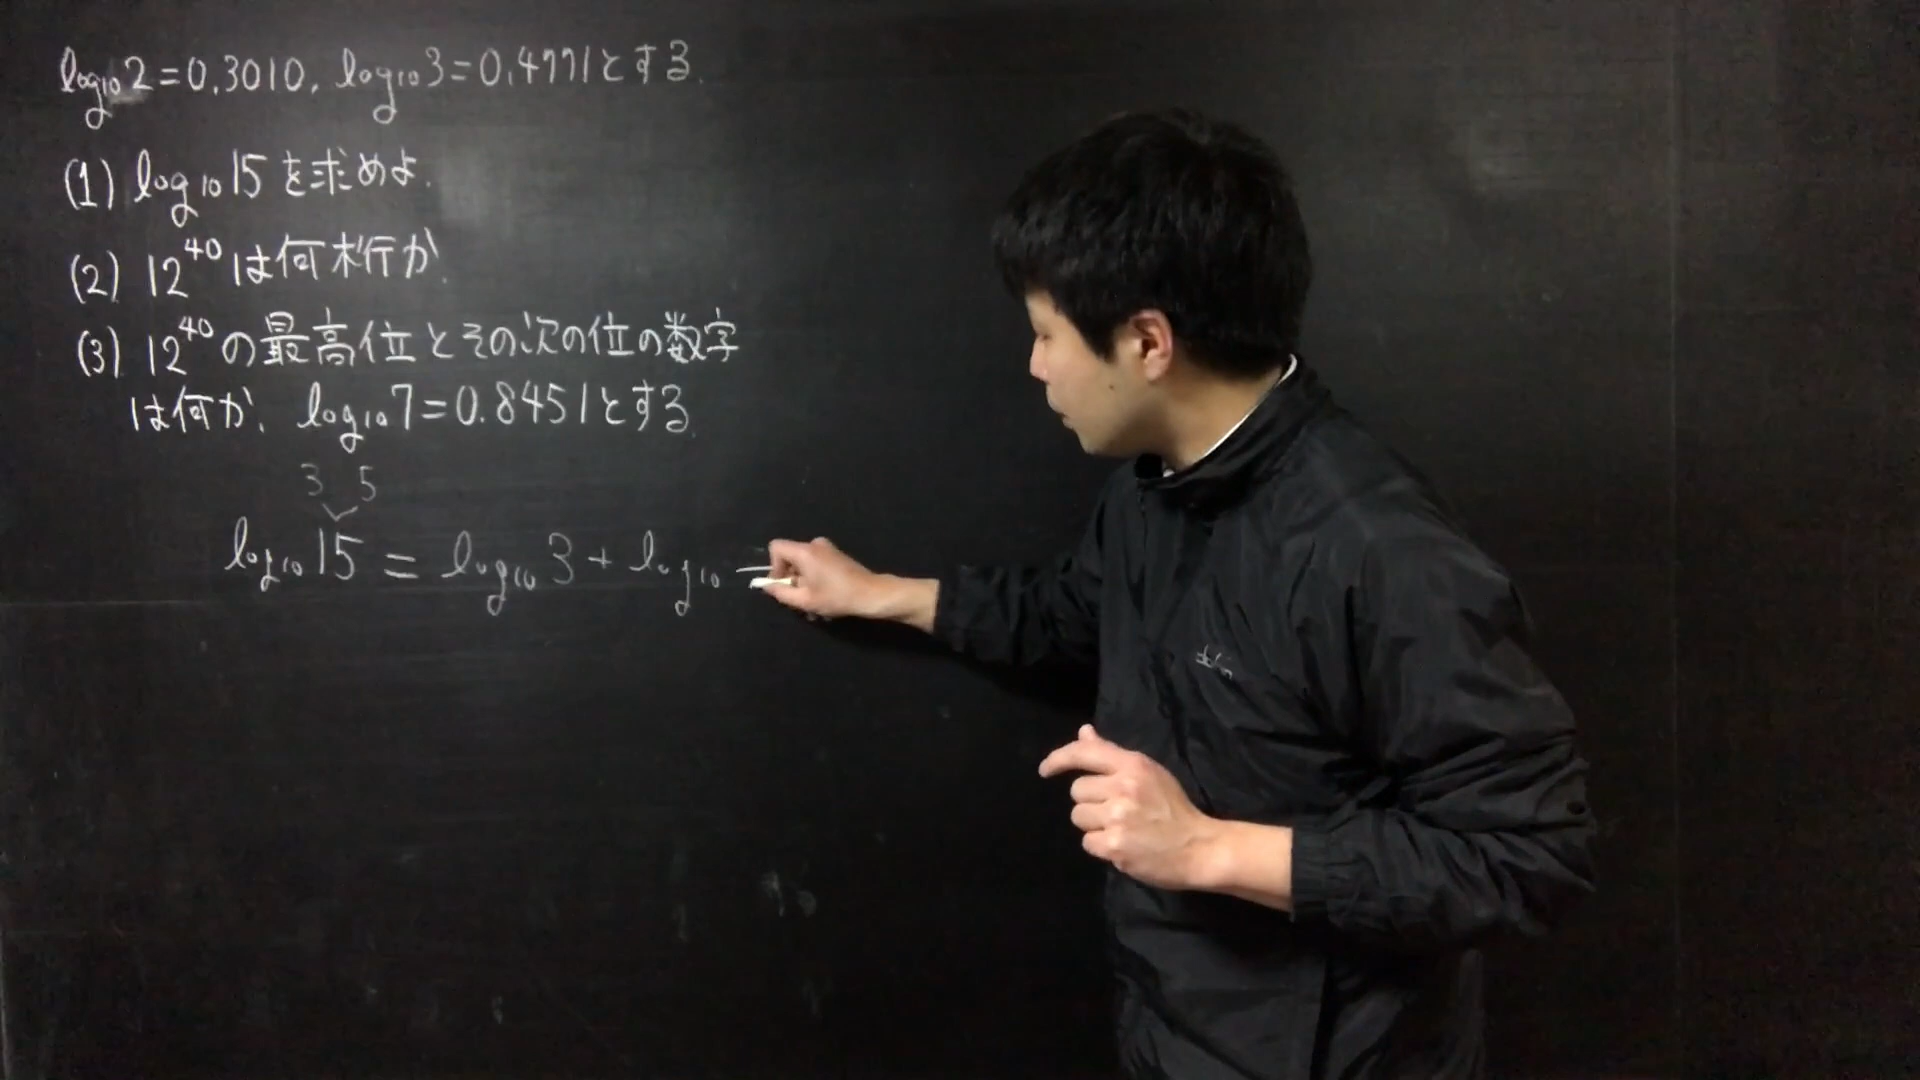 log₁₀2=0.3010, log₁₀3=0.4771とする.
(1) log₁₀15を求めよ.
(2) 12⁴⁰は何桁か.
(3) 12⁴⁰の最高位とその次の位の数字
は何か. log₁₀7=0.8451とする.
3 5
log₁₀15 = log₁₀3 + log₁₀